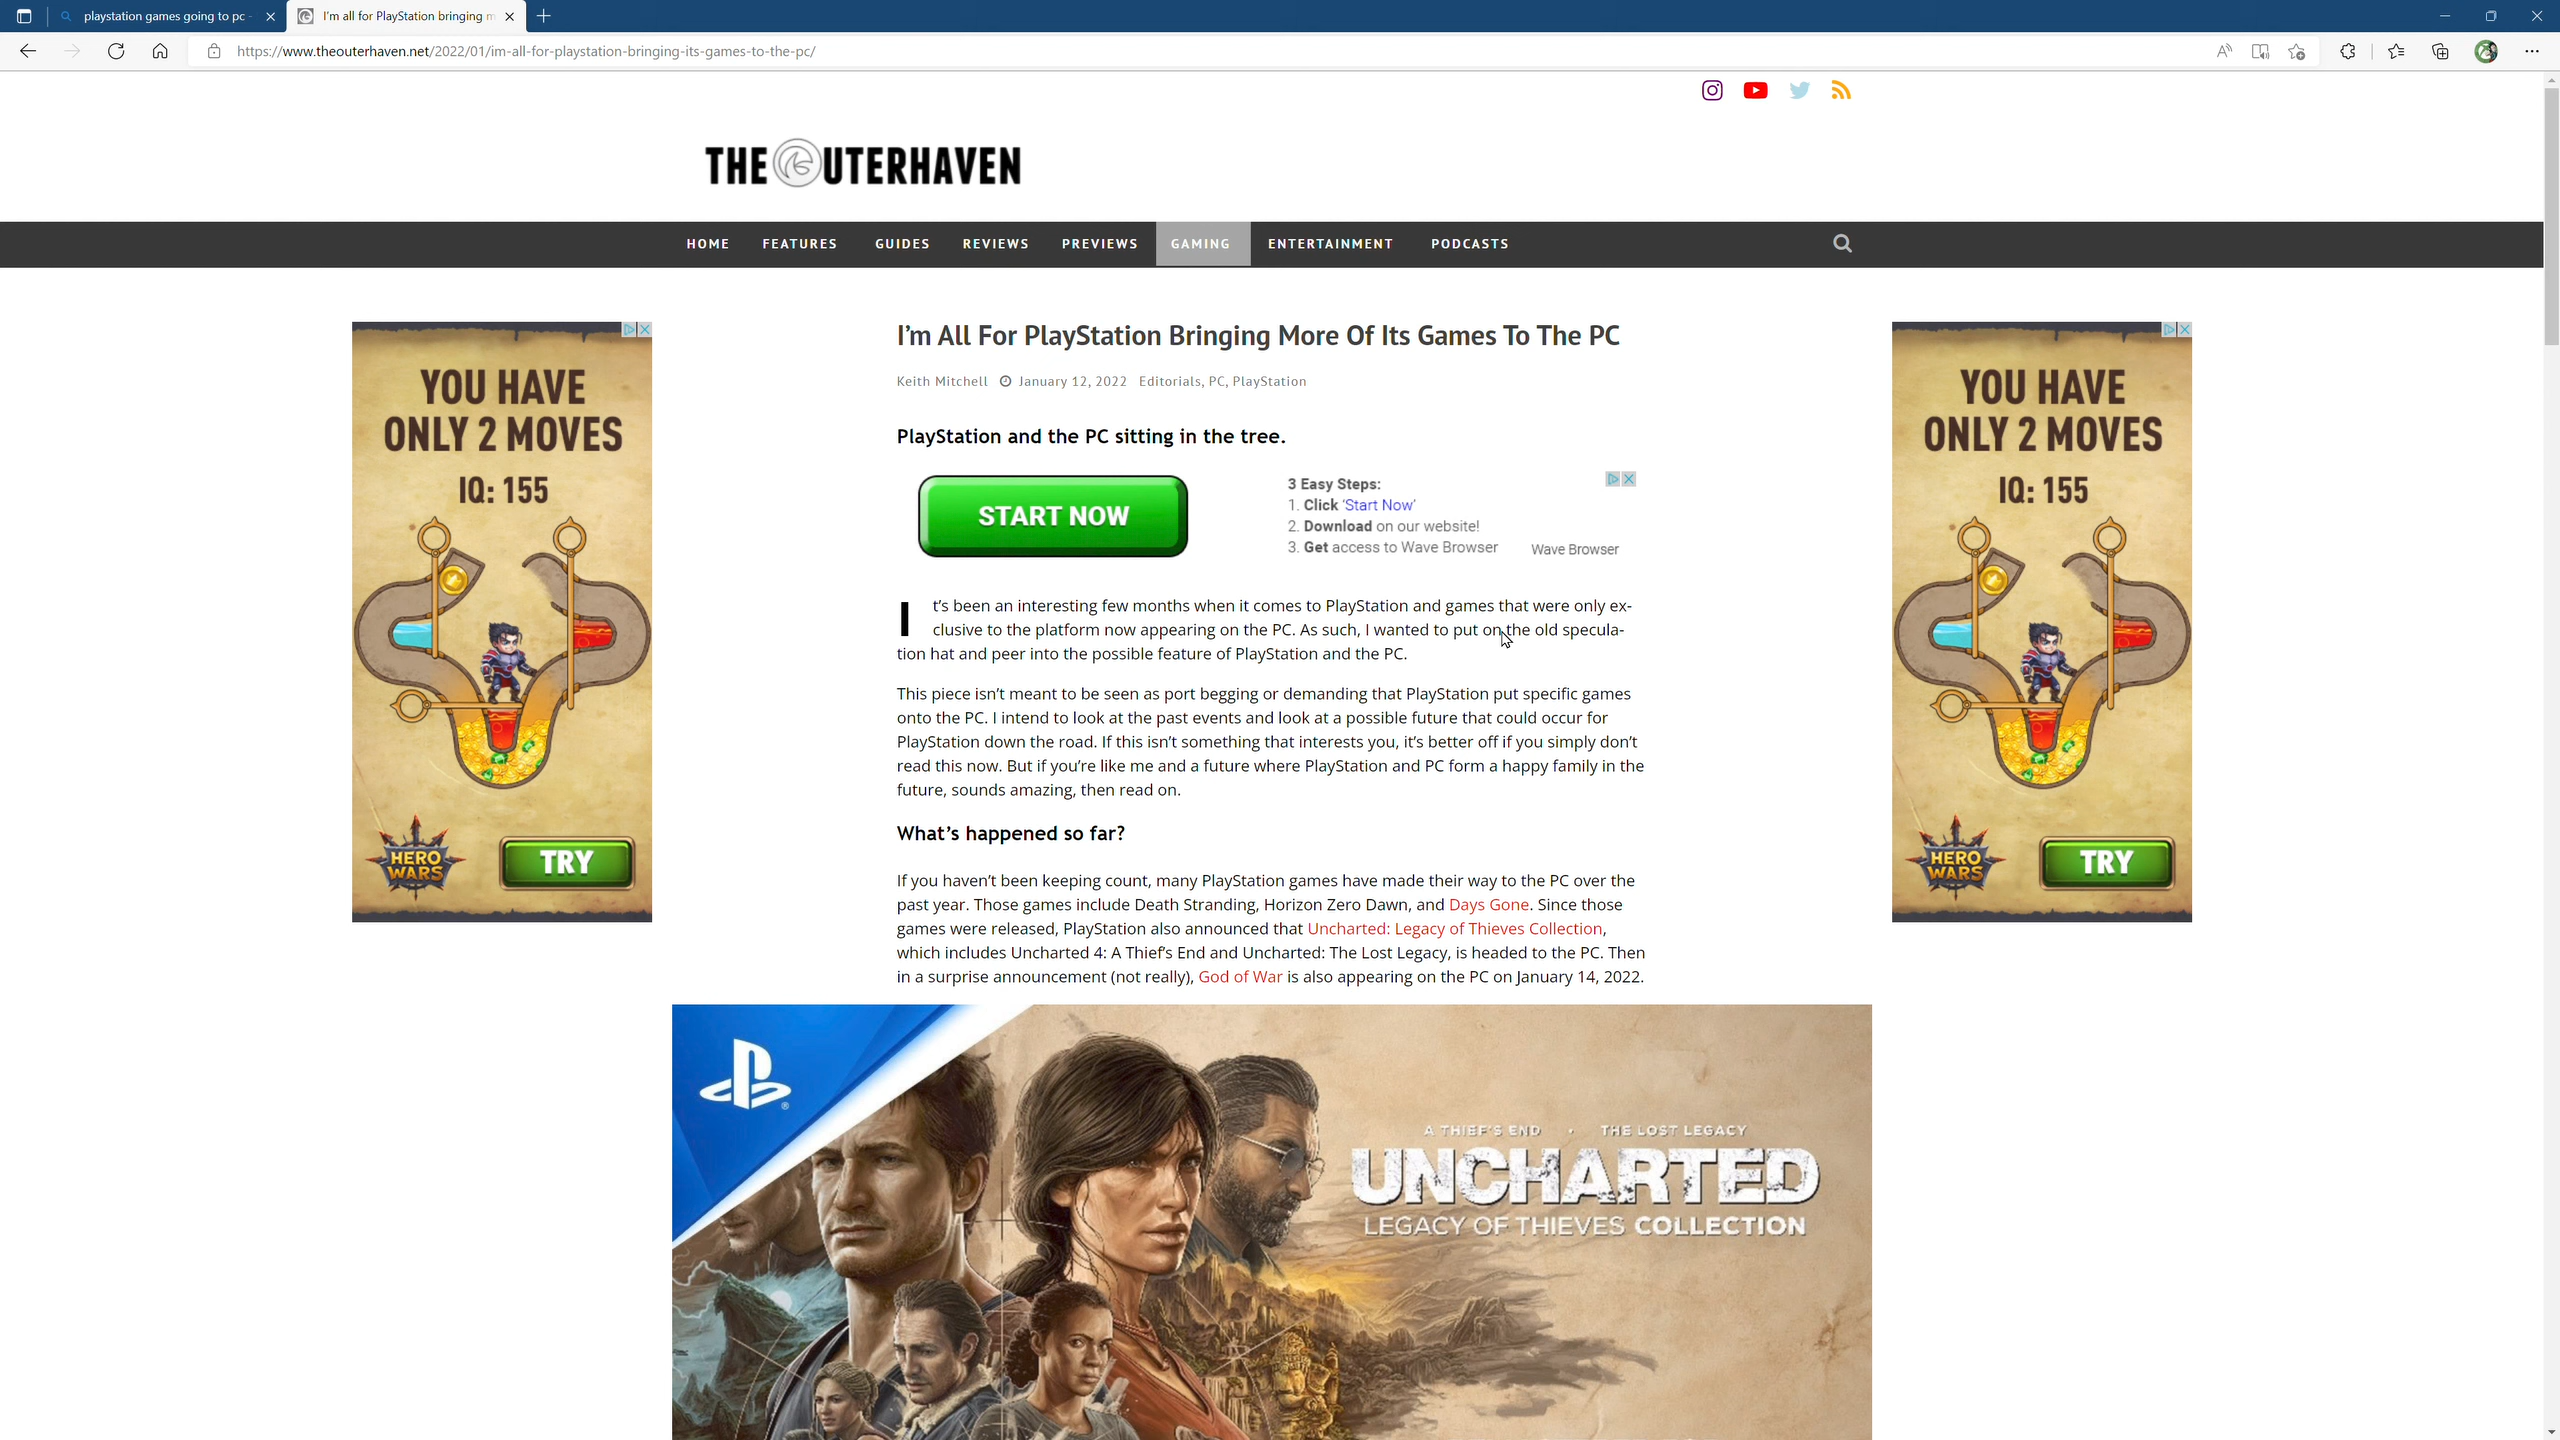 playstation games going to pc -
I'm all for PlayStation bringing m
https://www.theouterhaven.net/2022/01/im-all-for-playstation-bringing-its-games-to-the-pc/
THE OUTERHAVEN
HOME FEATURES GUIDES REVIEWS PREVIEWS GAMING ENTERTAINMENT PODCASTS
YOU HAVE
ONLY 2 MOVES
IQ: 155
HERO
WARS
TRY
I'm All For PlayStation Bringing More Of Its Games To The PC
Keith Mitchell January 12, 2022 Editorials, PC, PlayStation
PlayStation and the PC sitting in the tree.
START NOW
3 Easy Steps:
1. Click 'Start Now'
2. Download on our website!
3. Get access to Wave Browser
Wave Browser
It's been an interesting few months when it comes to PlayStation and games that were only ex-
clusive to the platform now appearing on the PC. As such, I wanted to put on the old specula-
tion hat and peer into the possible feature of PlayStation and the PC.
This piece isn't meant to be seen as port begging or demanding that PlayStation put specific games
onto the PC. I intend to look at the past events and look at a possible future that could occur for
PlayStation down the road. If this isn't something that interests you, it's better off if you simply don't
read this now. But if you're like me and a future where PlayStation and PC form a happy family in the
future, sounds amazing, then read on.
What's happened so far?
If you haven't been keeping count, many PlayStation games have made their way to the PC over the
past year. Those games include Death Stranding, Horizon Zero Dawn, and Days Gone. Since those
games were released, PlayStation also announced that Uncharted: Legacy of Thieves Collection,
which includes Uncharted 4: A Thief's End and Uncharted: The Lost Legacy, is headed to the PC. Then
in a surprise announcement (not really), God of War is also appearing on the PC on January 14, 2022.
A THIEF'S END • THE LOST LEGACY
UNCHARTED
LEGACY OF THIEVES COLLECTION
YOU HAVE
ONLY 2 MOVES
IQ: 155
HERO
WARS
TRY